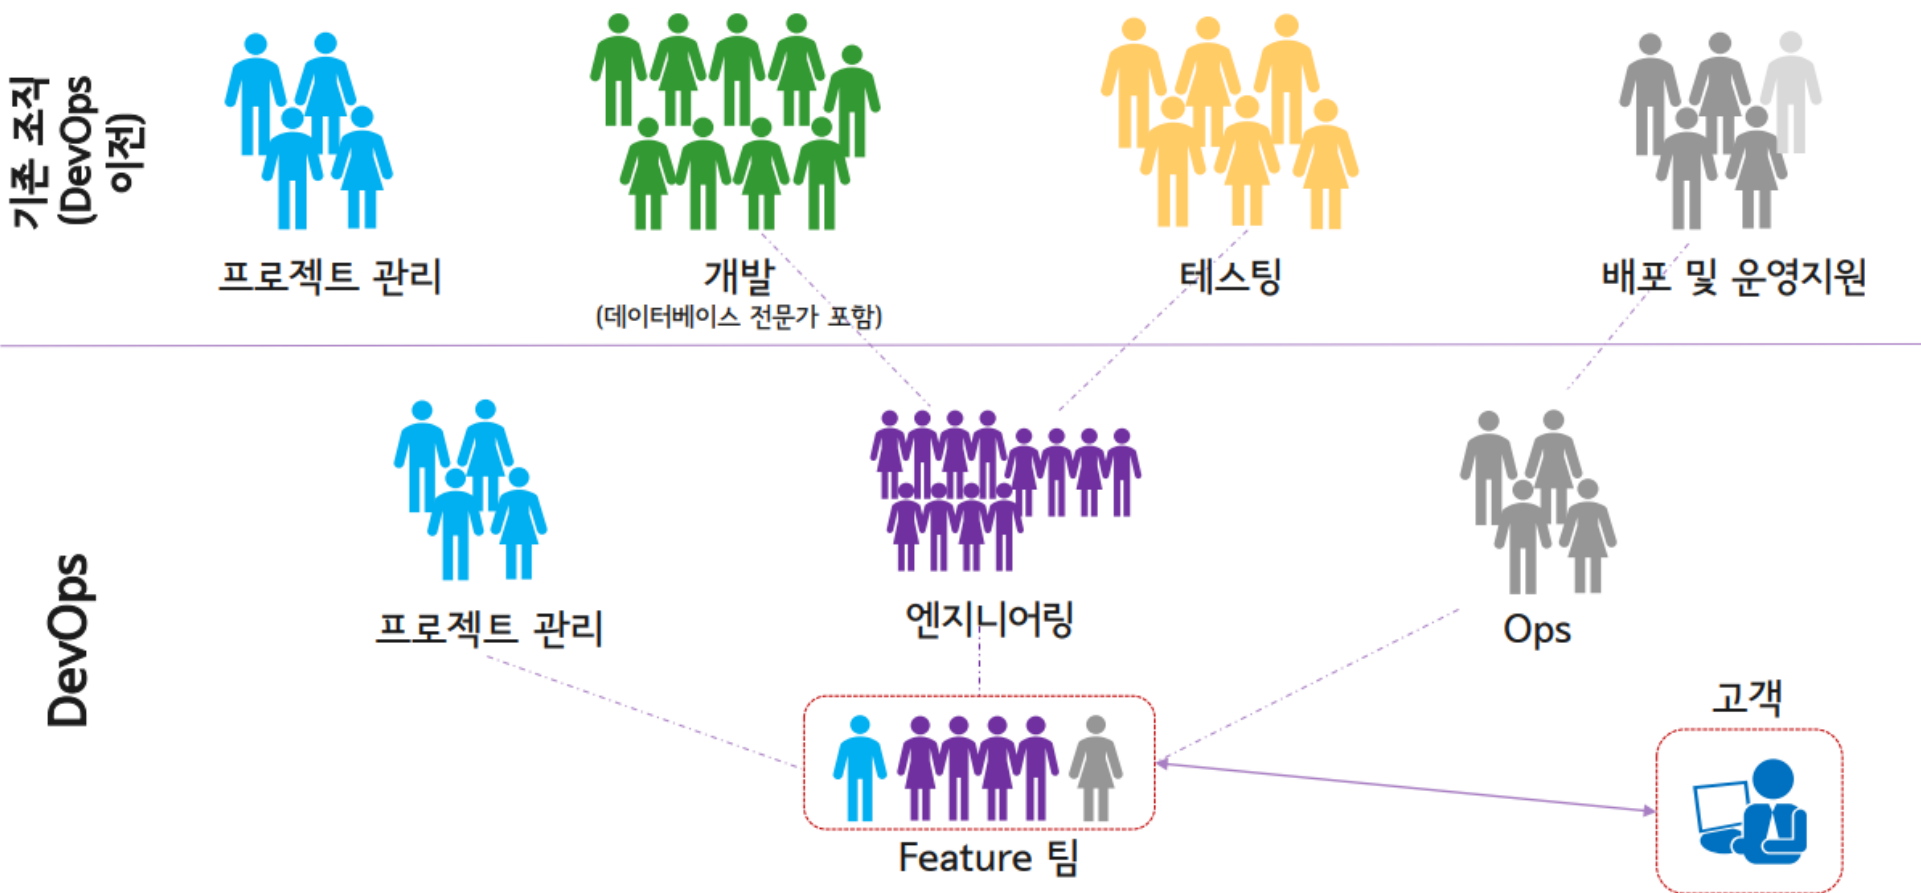 기존 조직
(DevOps
이전)
프로젝트 관리
개발
(데이터베이스 전문가 포함)
테스팅
배포 및 운영지원
DevOps
프로젝트 관리
엔지니어링
Ops
고객
Feature 팀